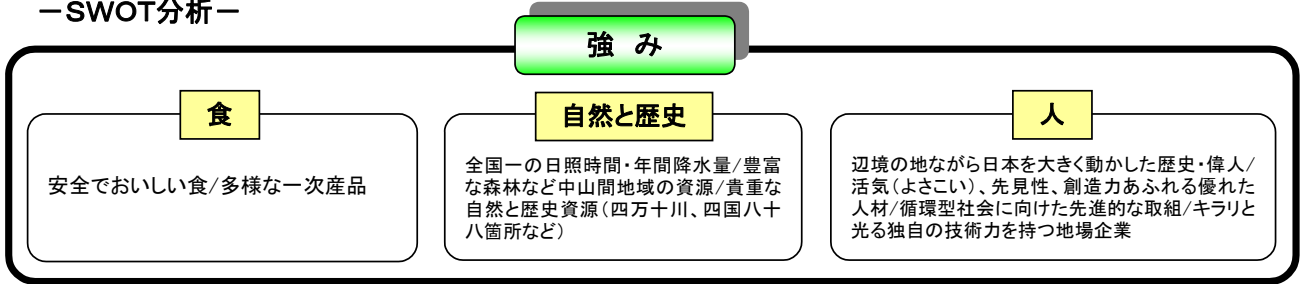 －SWOT分析－
強 み
食
安全でおいしい食/多様な一次産品
自然と歴史
全国一の日照時間・年間降水量/豊富
な森林など中山間地域の資源/貴重な
自然と歴史資源（四万十川、四国八十
八箇所など）
人
辺境の地ながら日本を大きく動かした歴史・偉人/
活気（よさこい）、先見性、創造力あふれる優れた
人材/循環型社会に向けた先進的な取組/キラリと
光る独自の技術力を持つ地場企業